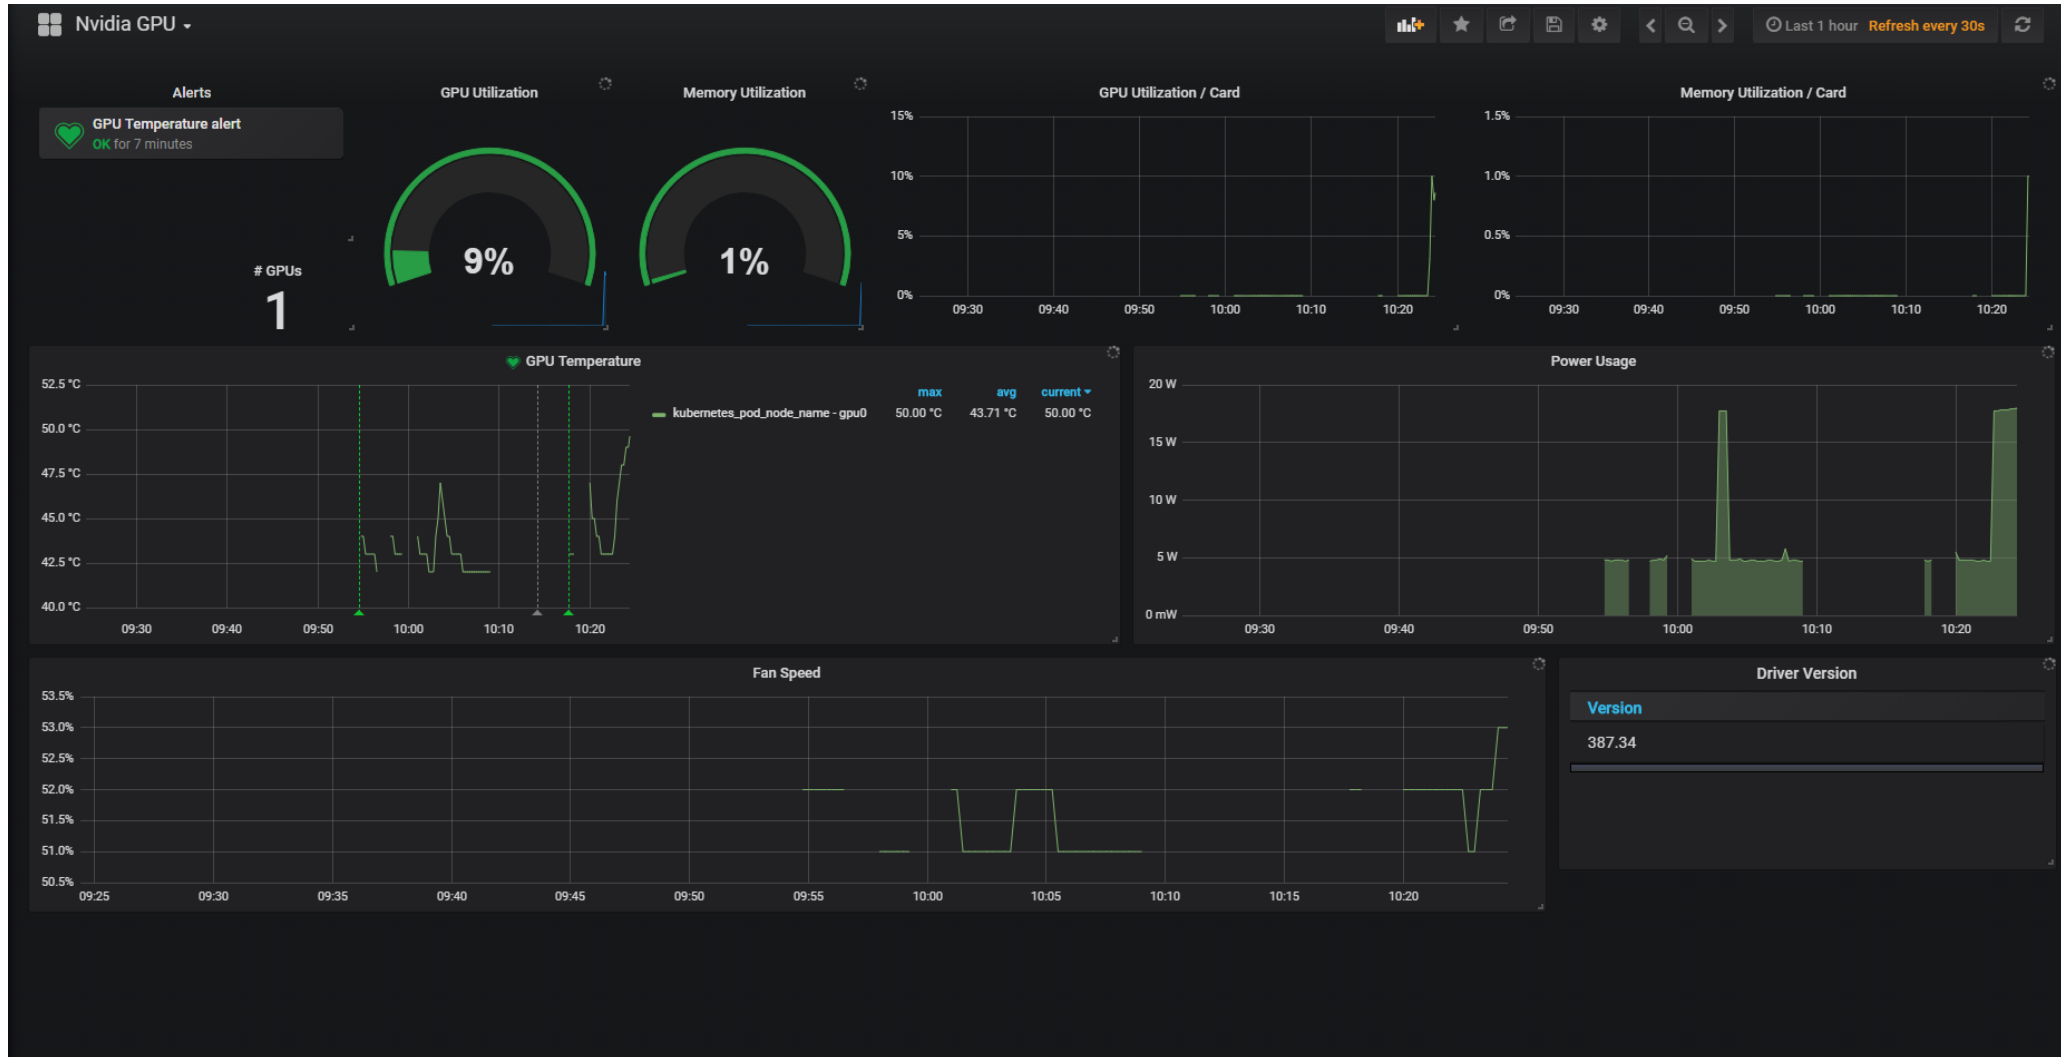 Nvidia GPU
Last 1 hour Refresh every 30s
Alerts
GPU Temperature alert
OK for 7 minutes
# GPUs
1
GPU Utilization
9%
Memory Utilization
1%
GPU Utilization / Card
15%
10%
5%
0%
09:30 09:40 09:50 10:00 10:10 10:20
Memory Utilization / Card
1.5%
1.0%
0.5%
0%
09:30 09:40 09:50 10:00 10:10 10:20
GPU Temperature
52.5 °C
50.0 °C
47.5 °C
45.0 °C
42.5 °C
40.0 °C
09:30 09:40 09:50 10:00 10:10 10:20
max avg current
kubernetes_pod_node_name - gpu0 50.00 °C 43.71 °C 50.00 °C
Power Usage
20 W
15 W
10 W
5 W
0 mW
09:30 09:40 09:50 10:00 10:10 10:20
Fan Speed
53.5%
53.0%
52.5%
52.0%
51.5%
51.0%
50.5%
09:25 09:30 09:35 09:40 09:45 09:50 09:55 10:00 10:05 10:10 10:15 10:20
Driver Version
Version
387.34